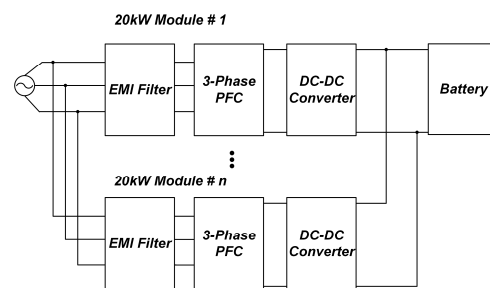 20kW Module # 1
EMI Filter
3-Phase
PFC
DC-DC
Converter
Battery
20kW Module # n
EMI Filter
3-Phase
PFC
DC-DC
Converter